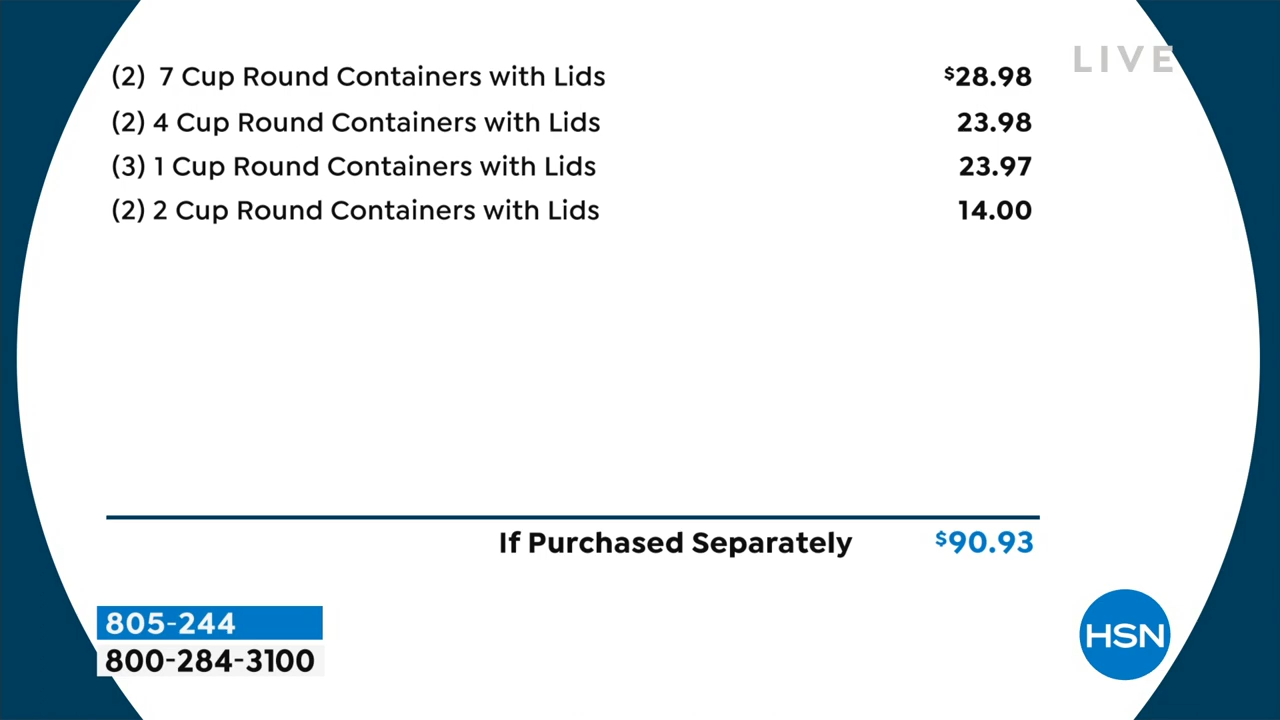 LIVE
(2) 7 Cup Round Containers with Lids $28.98
(2) 4 Cup Round Containers with Lids 23.98
(3) 1 Cup Round Containers with Lids 23.97
(2) 2 Cup Round Containers with Lids 14.00
If Purchased Separately $90.93
805-244
800-284-3100
HSN